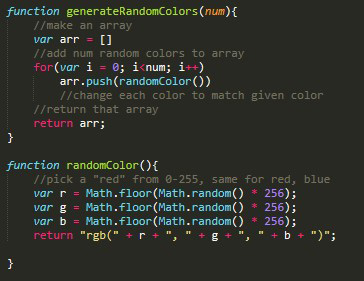 function generateRandomColors(num){
    //make an array
    var arr = []
    //add num random colors to array
    for(var i = 0; i<num; i++)
        arr.push(randomColor())
        //change each color to match given color
    //return that array
    return arr;
}

function randomColor(){
    //pick a "red" from 0-255, same for red, blue
    var r = Math.floor(Math.random() * 256);
    var g = Math.floor(Math.random() * 256);
    var b = Math.floor(Math.random() * 256);
    return "rgb(" + r + ", " + g + ", " + b + ")";

}